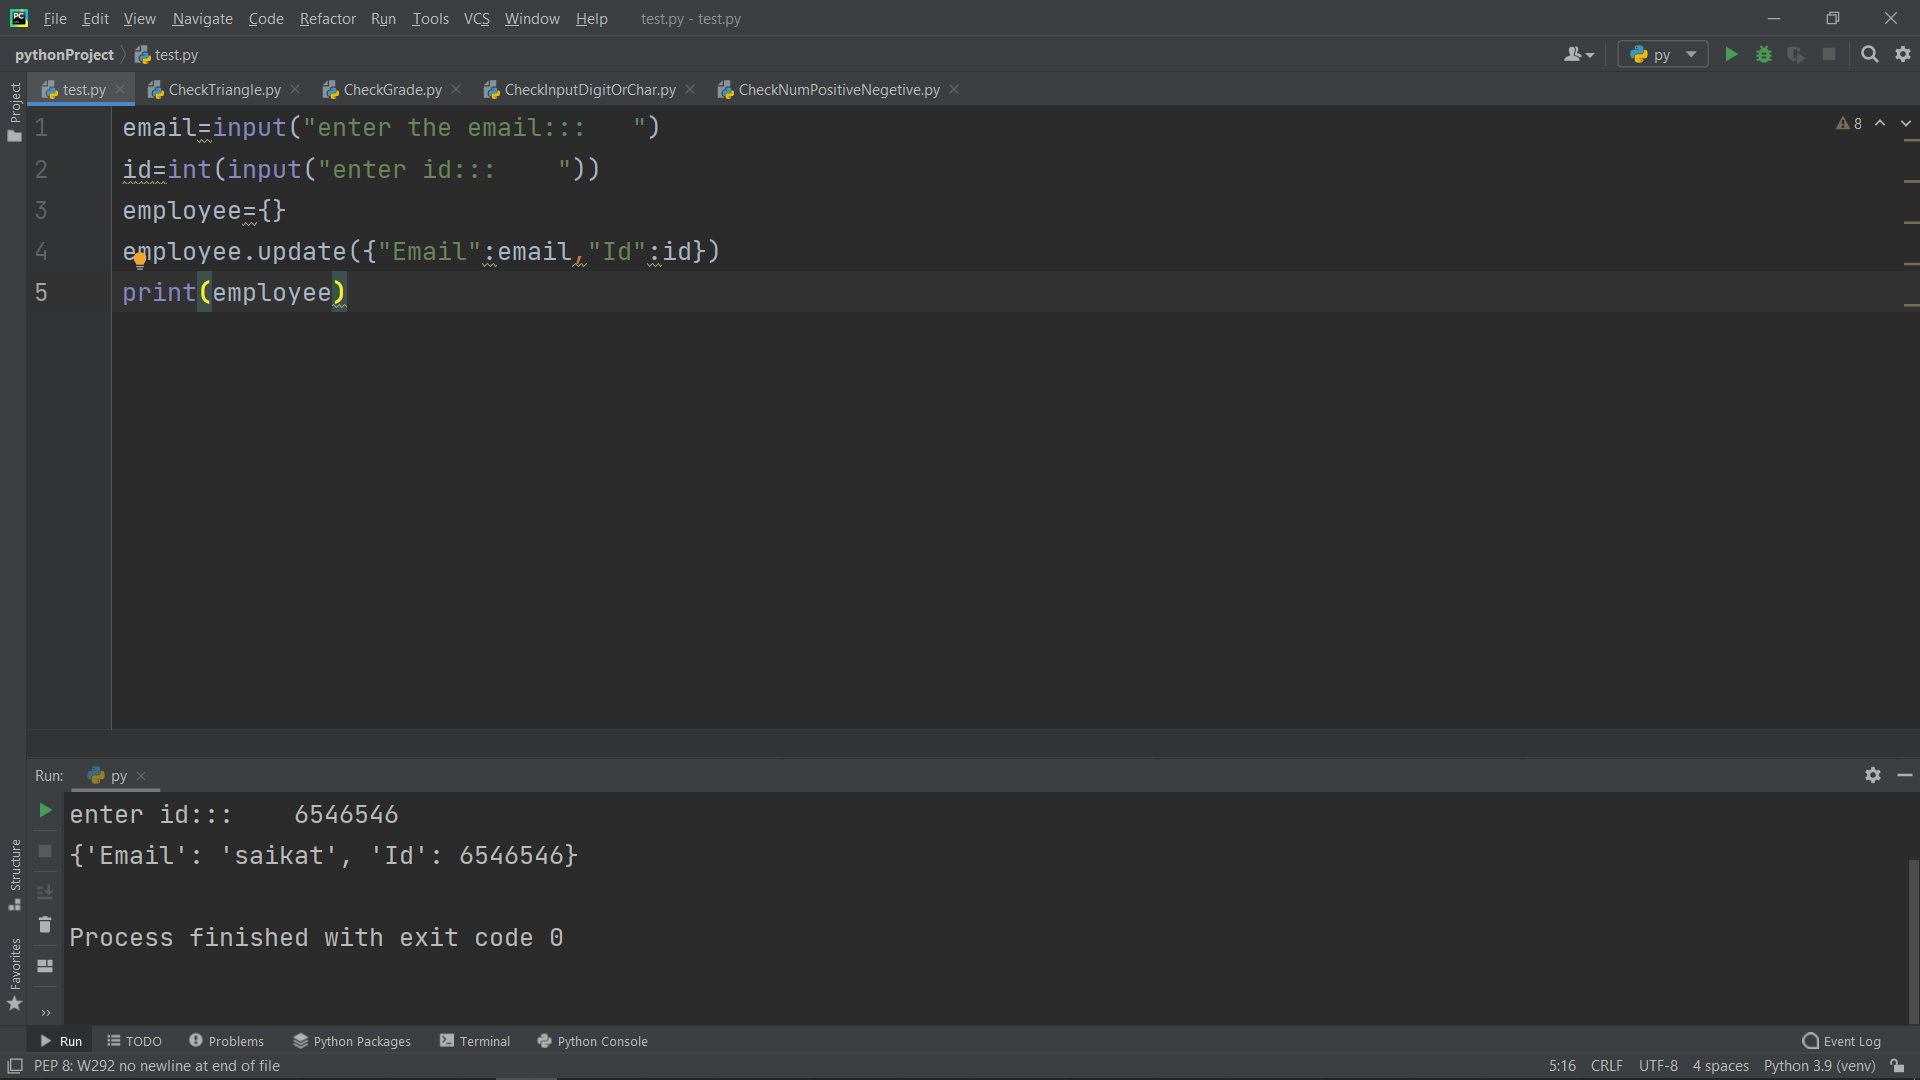 PC File Edit View Navigate Code Refactor Run Tools VCS Window Help test.py - test.py
pythonProject test.py py
test.py CheckTriangle.py CheckGrade.py CheckInputDigitOrChar.py CheckNumPositiveNegetive.py
Project
1 email=input("enter the email:::   ") 8
2 id=int(input("enter id:::    "))
3 employee={}
4 employee.update({"Email":email,"Id":id})
5 print(employee)
Run: py
enter id:::    6546546
{'Email': 'saikat', 'Id': 6546546}
Process finished with exit code 0
Structure
Favorites
Run TODO Problems Python Packages Terminal Python Console Event Log
PEP 8: W292 no newline at end of file 5:16 CRLF UTF-8 4 spaces Python 3.9 (venv)